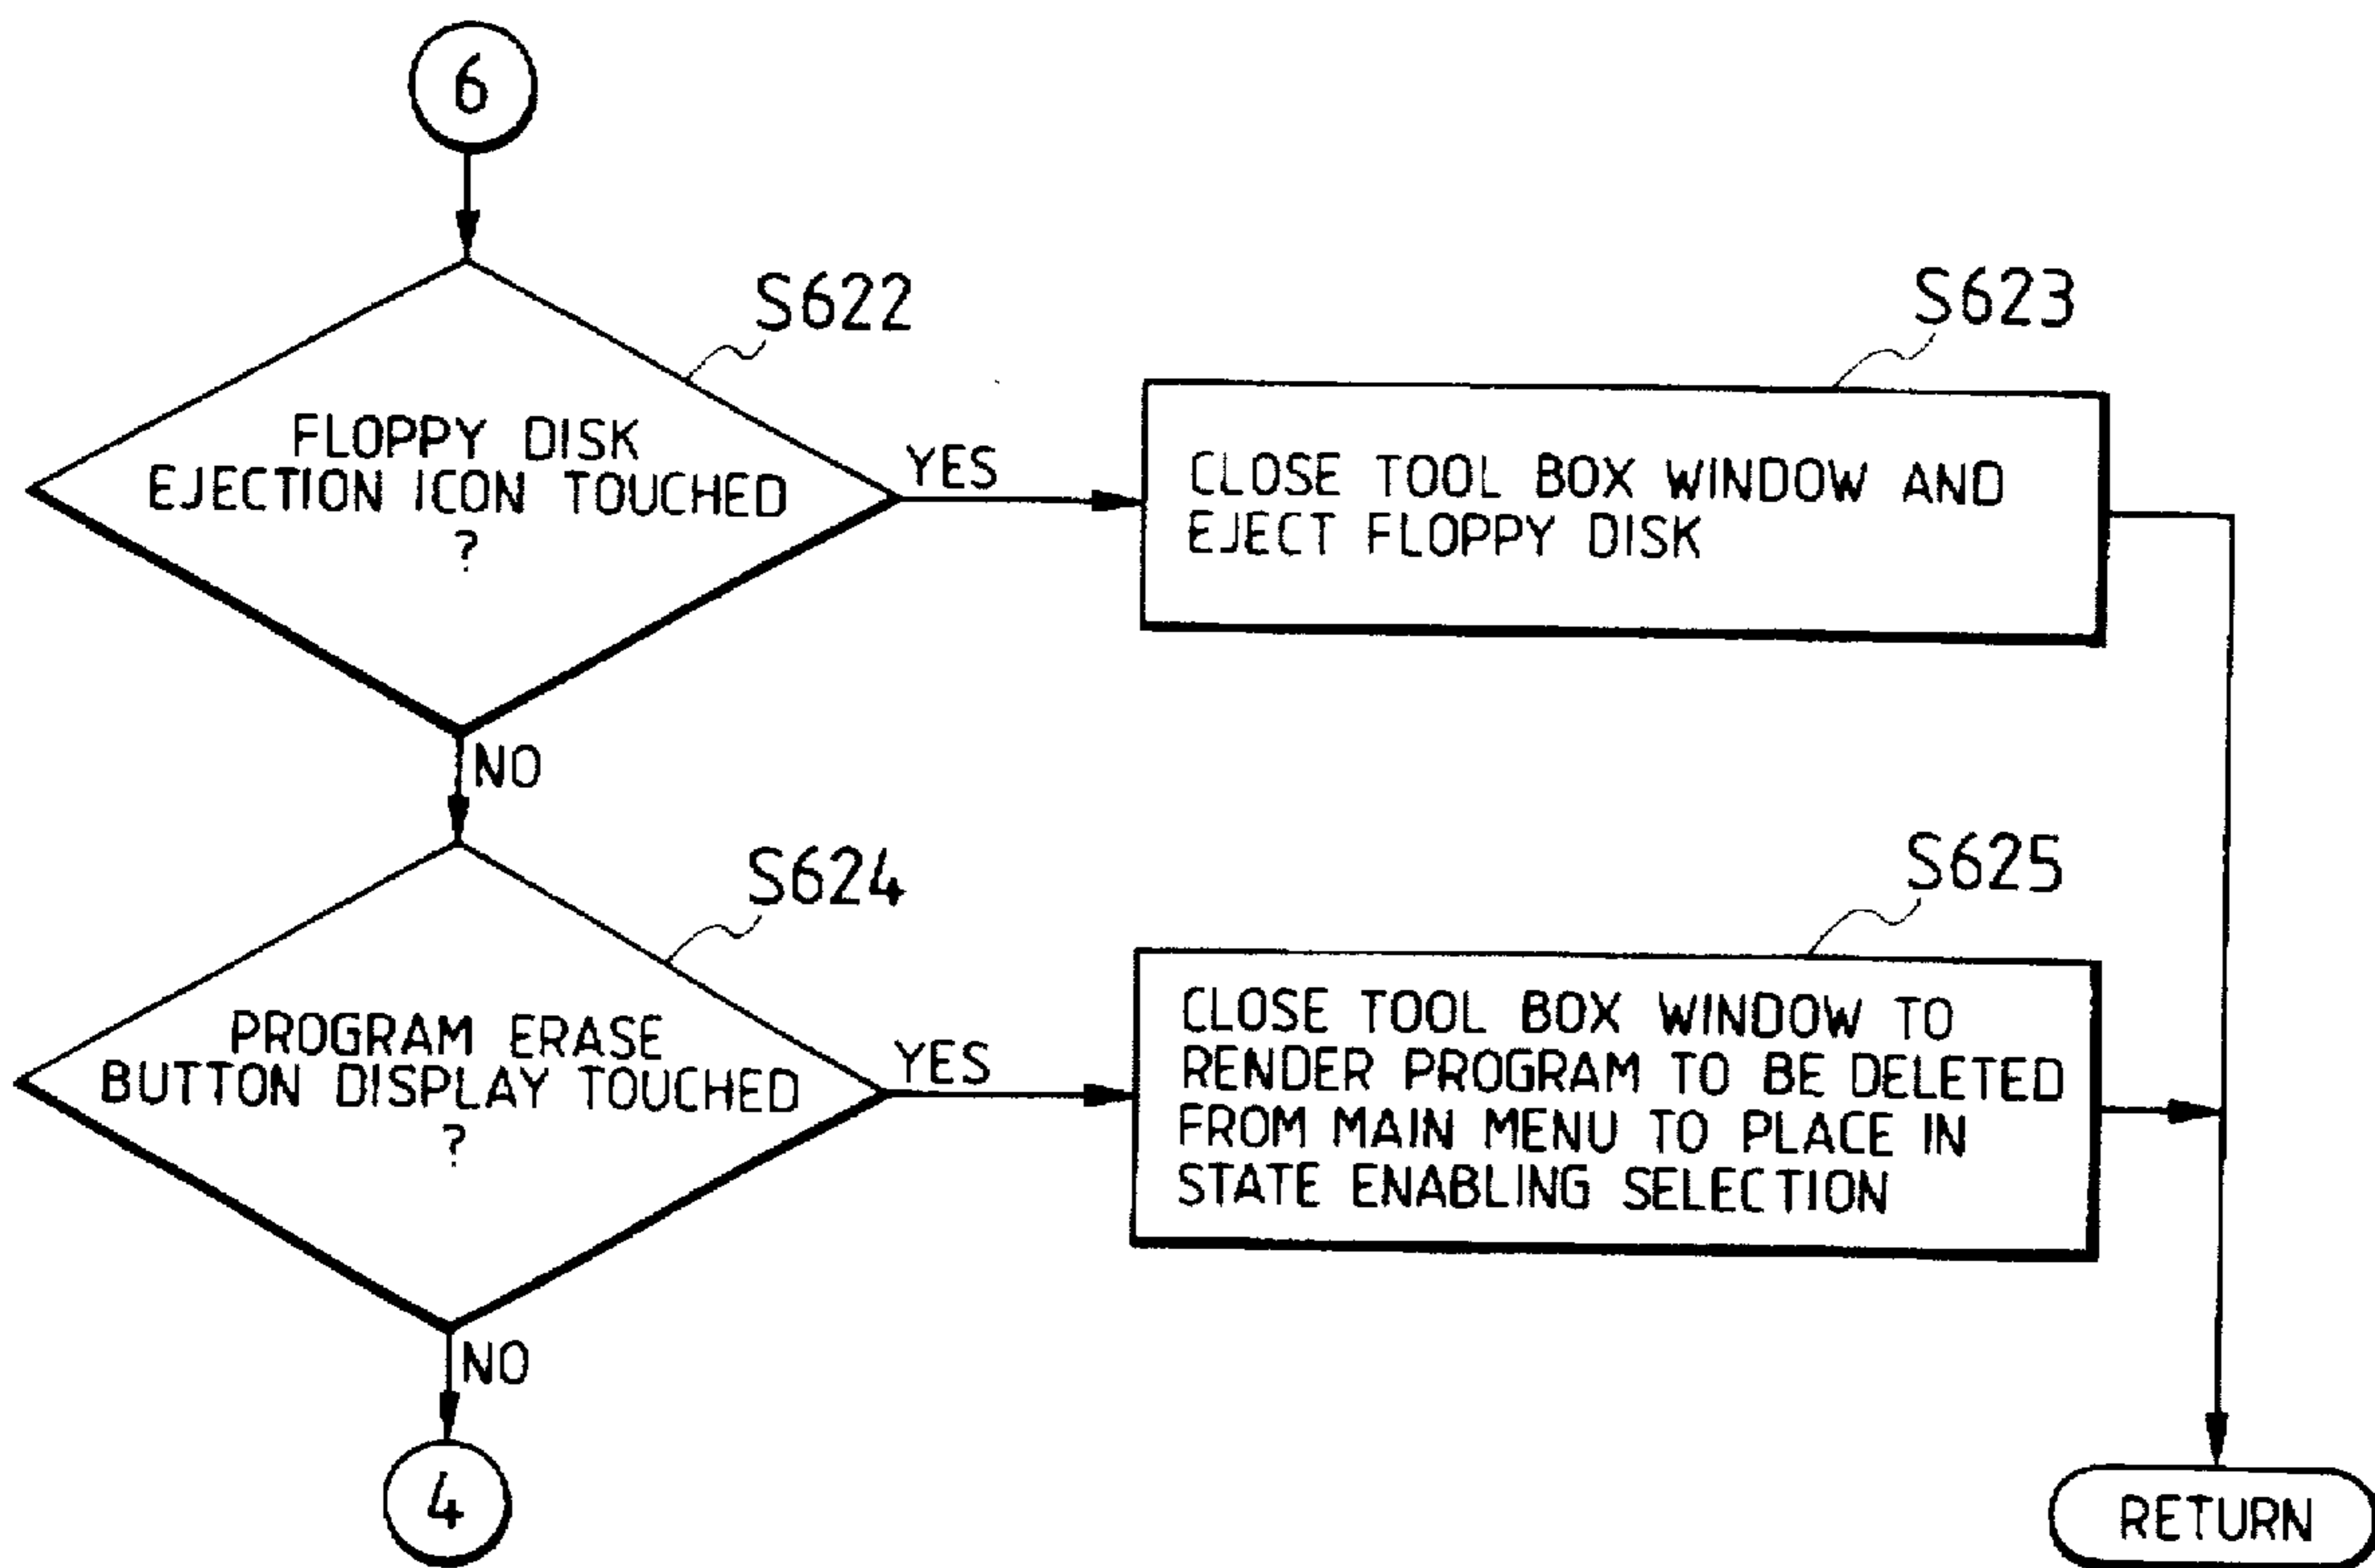 6
S622
FLOPPY DISK
EJECTION ICON TOUCHED
?
YES
S623
CLOSE TOOL BOX WINDOW AND
EJECT FLOPPY DISK
NO
S624
PROGRAM ERASE
BUTTON DISPLAY TOUCHED
?
YES
S625
CLOSE TOOL BOX WINDOW TO
RENDER PROGRAM TO BE DELETED
FROM MAIN MENU TO PLACE IN
STATE ENABLING SELECTION
NO
4
RETURN